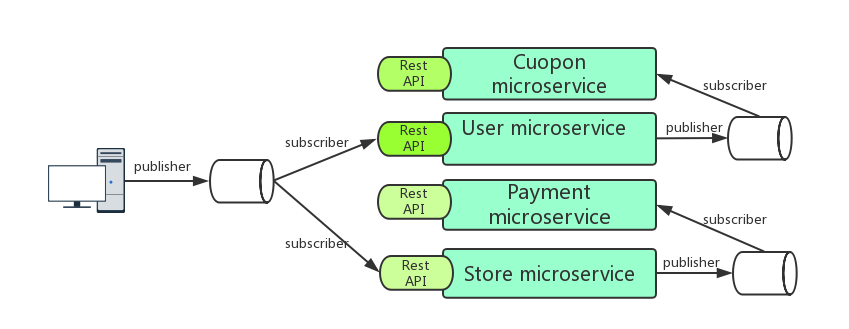 Rest
API
Cuopon
microservice
subscriber
subscriber
Rest
API
User microservice
publisher
publisher
Rest
API
Payment
microservice
subscriber
subscriber
Rest
API
Store microservice
publisher